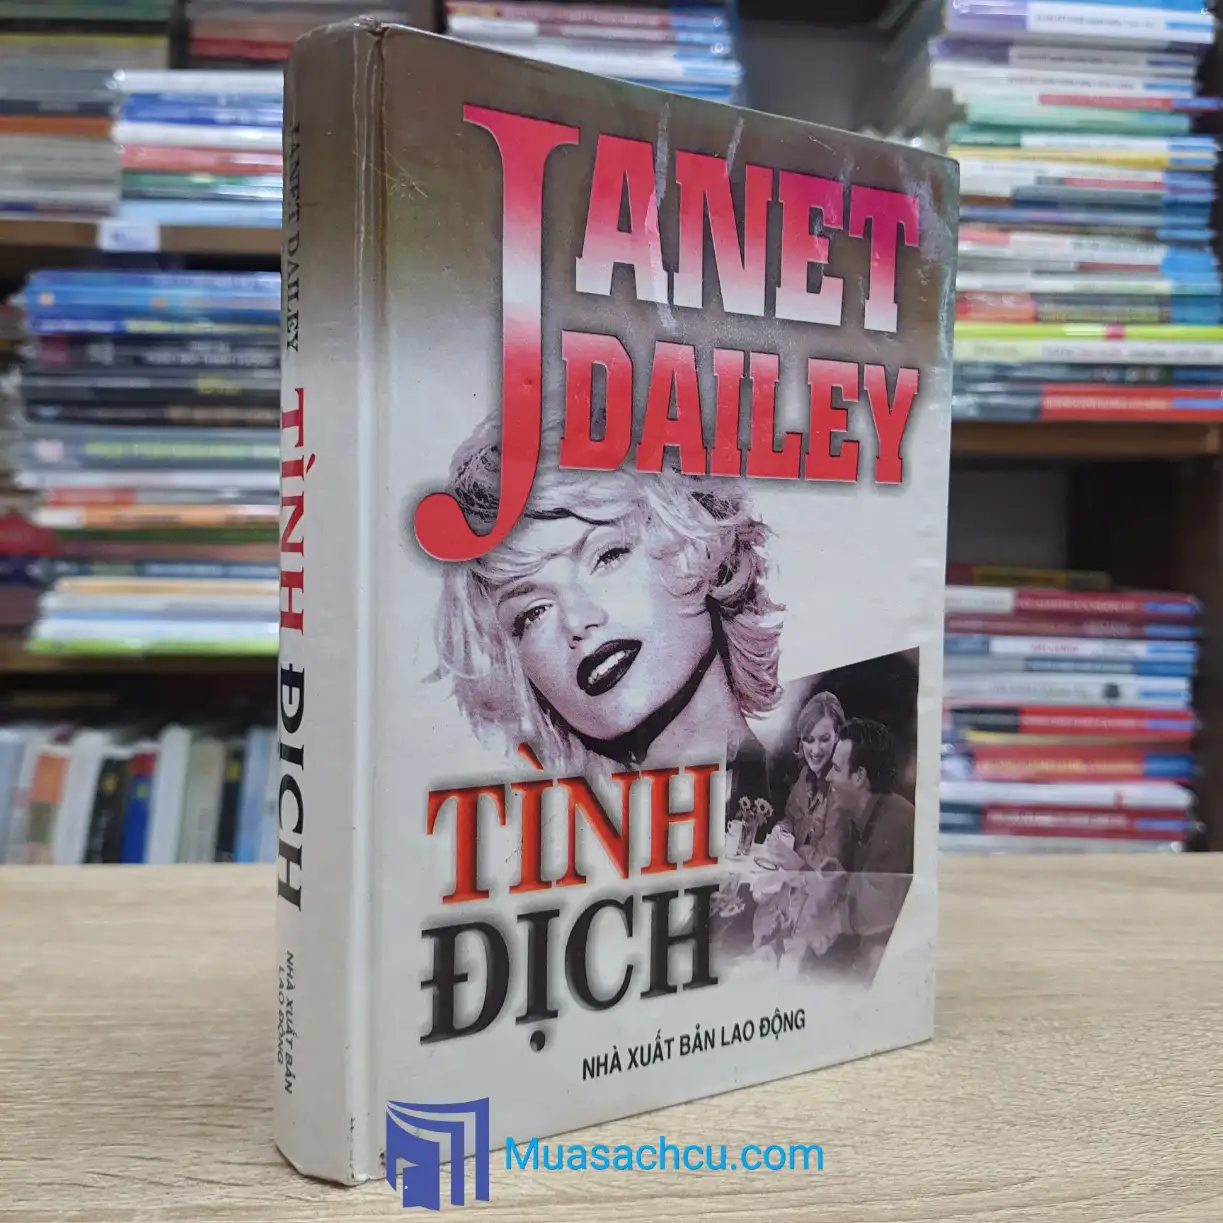 JANET
DAILEY
TÌNH
ĐỊCH
NHÀ XUẤT BẢN LAO ĐỘNG
JANET DAILEY
TÌNH ĐỊCH
NHÀ XUẤT BẢN
LAO ĐỘNG
Muasachcu.com